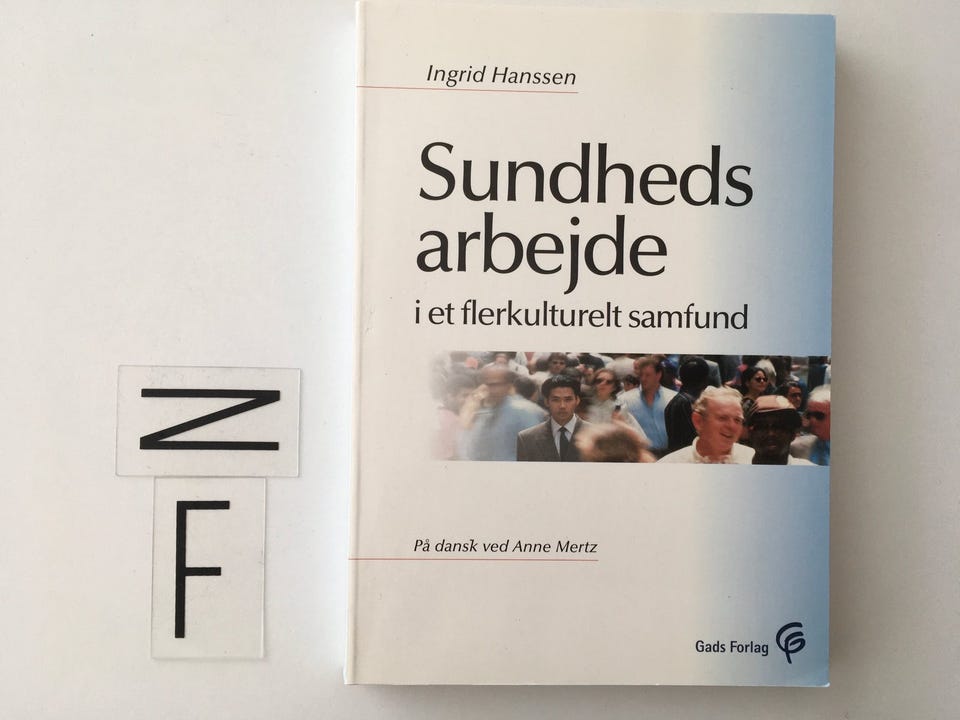 Ingrid Hanssen
Sundheds
arbejde
i et flerkulturelt samfund
På dansk ved Anne Mertz
Gads Forlag
Z
F